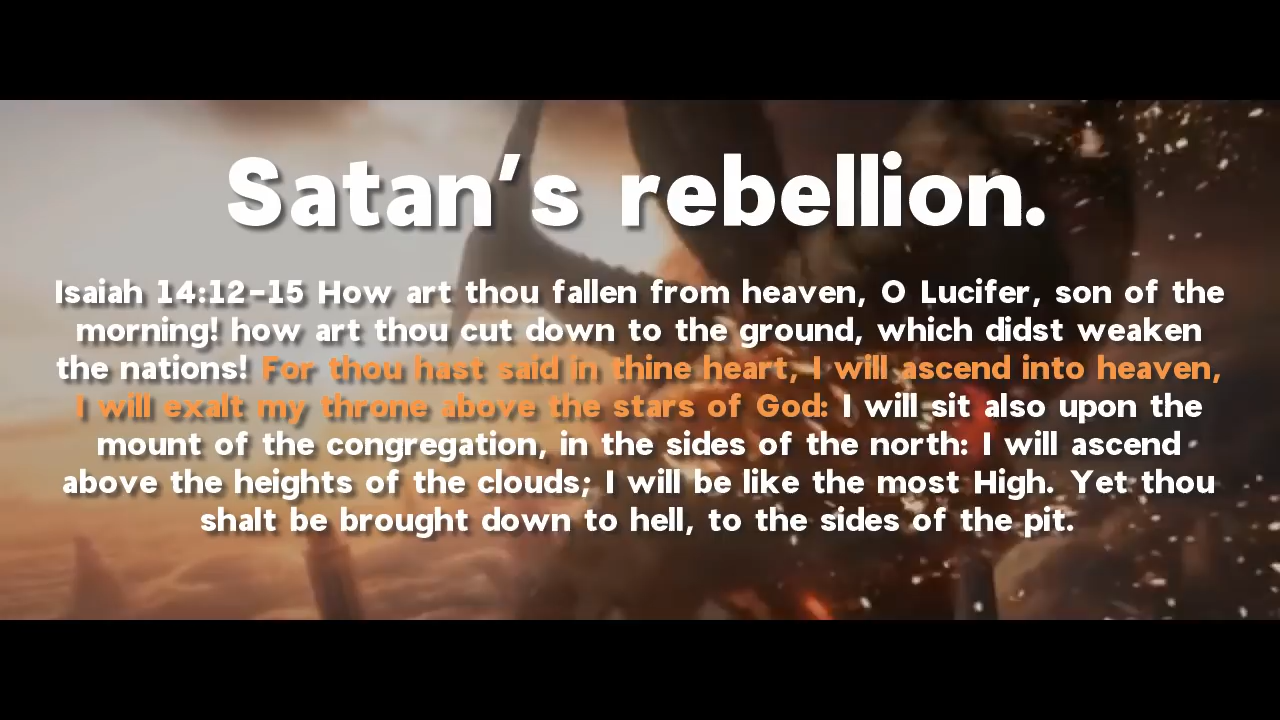 Satan's rebellion.
Isaiah 14:12-15 How art thou fallen from heaven, O Lucifer, son of the
morning! how art thou cut down to the ground, which didst weaken
the nations! For thou hast said in thine heart, I will ascend into heaven,
I will exalt my throne above the stars of God: I will sit also upon the
mount of the congregation, in the sides of the north: I will ascend
above the heights of the clouds; I will be like the most High. Yet thou
shalt be brought down to hell, to the sides of the pit.